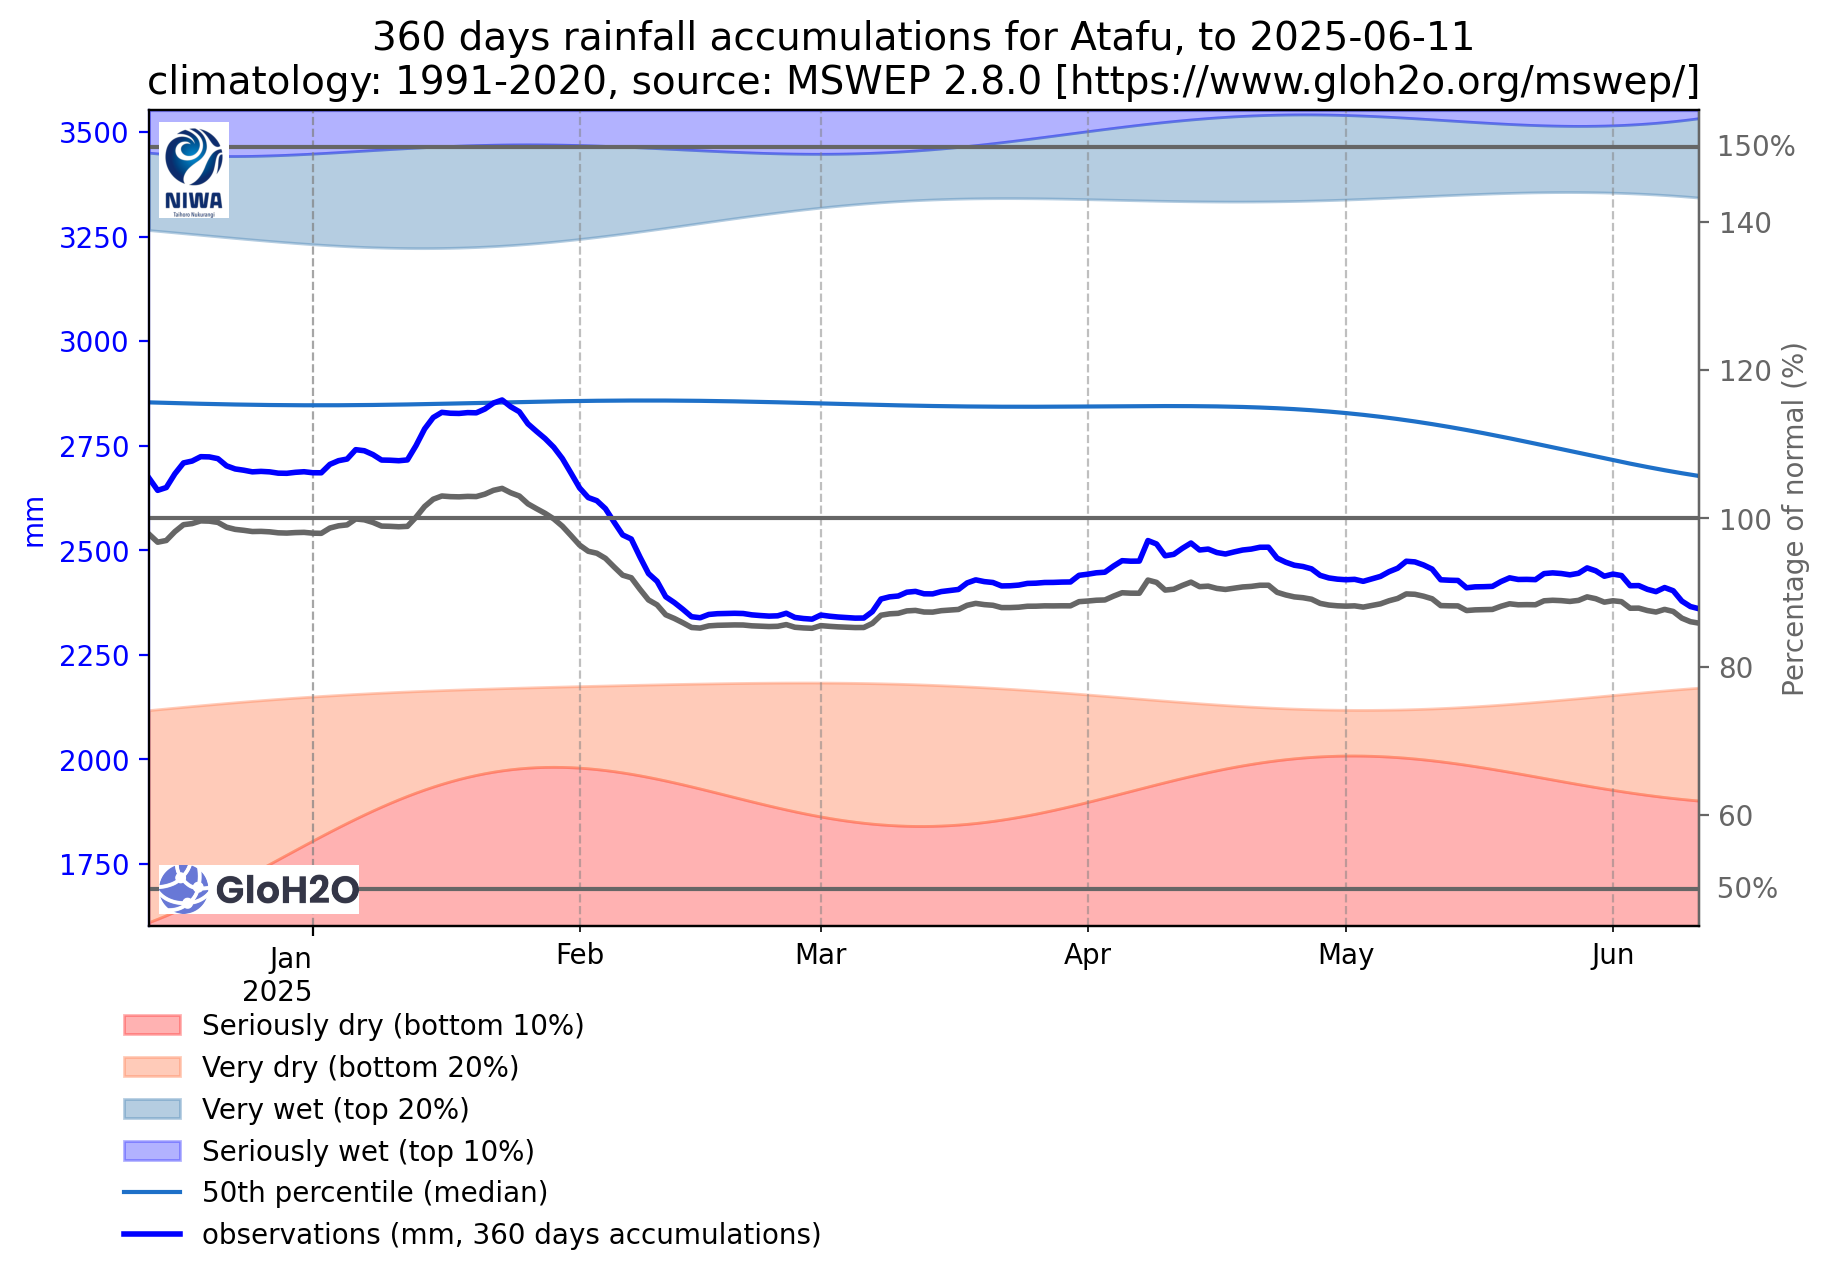 360 days rainfall accumulations for Atafu, to 2025-06-11
climatology: 1991-2020, source: MSWEP 2.8.0 [https://www.gloh2o.org/mswep/]
3500
3250
3000
2750
2500
2250
2000
1750
mm
NIWA
Taihoro Nukurangi
GloH2O
150%
140
120
100
80
60
50%
Percentage of normal (%)
Jan
2025
Feb
Mar
Apr
May
Jun
Seriously dry (bottom 10%)
Very dry (bottom 20%)
Very wet (top 20%)
Seriously wet (top 10%)
50th percentile (median)
observations (mm, 360 days accumulations)